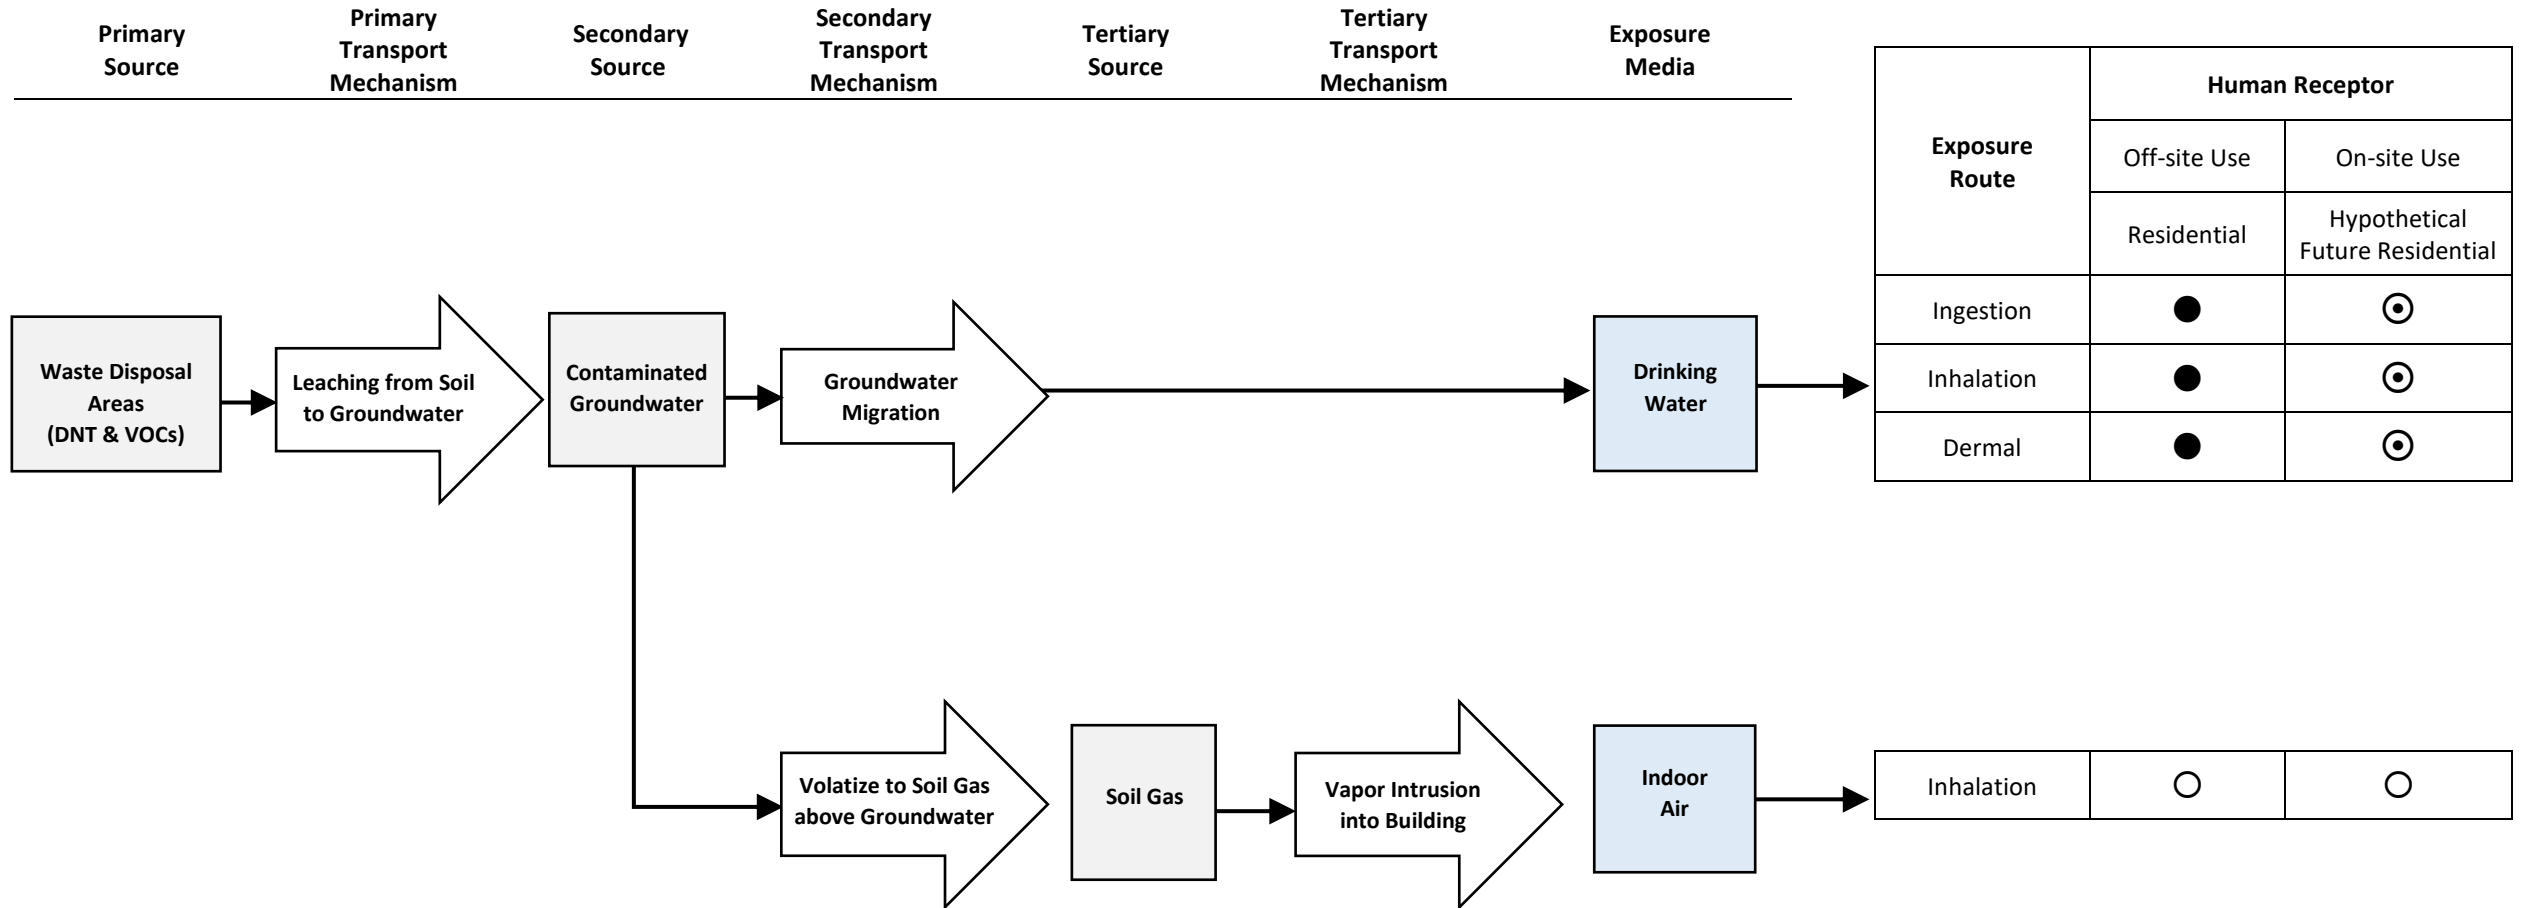 Primary
Source
Primary
Transport
Mechanism
Secondary
Source
Secondary
Transport
Mechanism
Tertiary
Source
Tertiary
Transport
Mechanism
Exposure
Media
Exposure
Route
Human Receptor
Off-site Use
On-site Use
Residential
Hypothetical
Future Residential
Waste Disposal
Areas
(DNT & VOCs)
Leaching from Soil
to Groundwater
Contaminated
Groundwater
Groundwater
Migration
Drinking
Water
Ingestion
Inhalation
Dermal
Volatize to Soil Gas
above Groundwater
Soil Gas
Vapor Intrusion
into Building
Indoor
Air
Inhalation